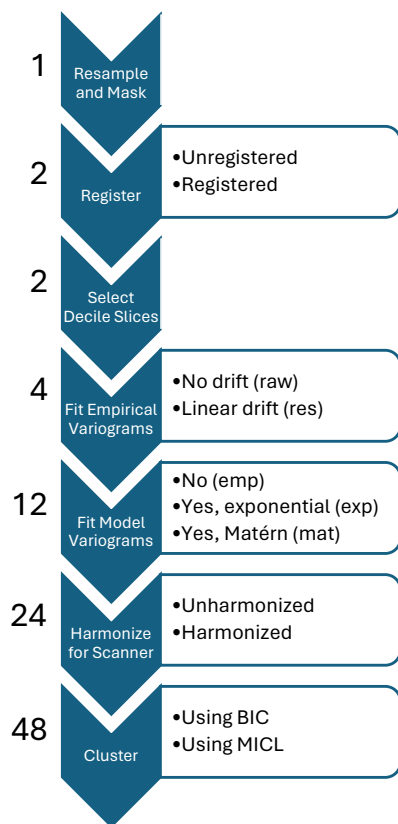 1
Resample
and Mask
2
Register
•Unregistered
•Registered
2
Select
Decile Slices
4
Fit Empirical
Variograms
•No drift (raw)
•Linear drift (res)
12
Fit Model
Variograms
•No (emp)
•Yes, exponential (exp)
•Yes, Matérn (mat)
24
Harmonize
for Scanner
•Unharmonized
•Harmonized
48
Cluster
•Using BIC
•Using MICL